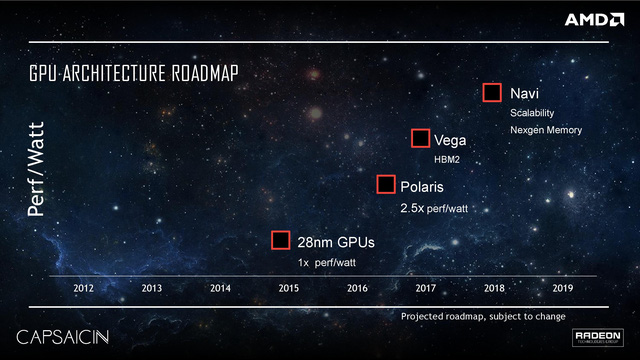 AMD
GPU ARCHITECTURE ROADMAP
Perf/Watt
Navi
Scalability
Nexgen Memory
Vega
HBM2
Polaris
2.5x perf/watt
28nm GPUs
1x perf/watt
2012 2013 2014 2015 2016 2017 2018 2019
Projected roadmap, subject to change
CAPSAICIN
RADEON
TECHNOLOGIES GROUP